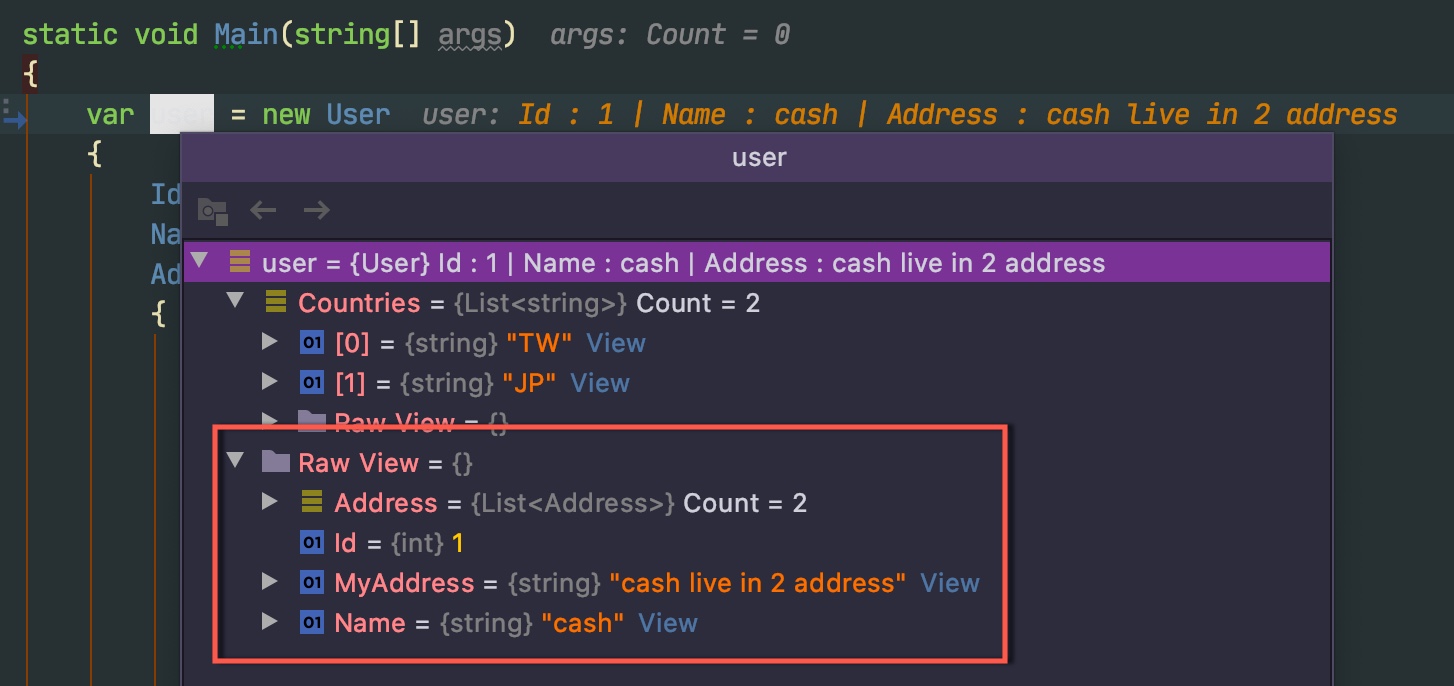 static void Main(string[] args) args: Count = 0
{
var user = new User user: Id : 1 | Name : cash | Address : cash live in 2 address
{
user
Id
Na
user = {User} Id : 1 | Name : cash | Address : cash live in 2 address
Ad
Countries = {List<string>} Count = 2
{
01 [0] = {string} "TW" View
01 [1] = {string} "JP" View
Raw View = {}
Raw View = {}
Address = {List<Address>} Count = 2
01 Id = {int} 1
01 MyAddress = {string} "cash live in 2 address" View
01 Name = {string} "cash" View